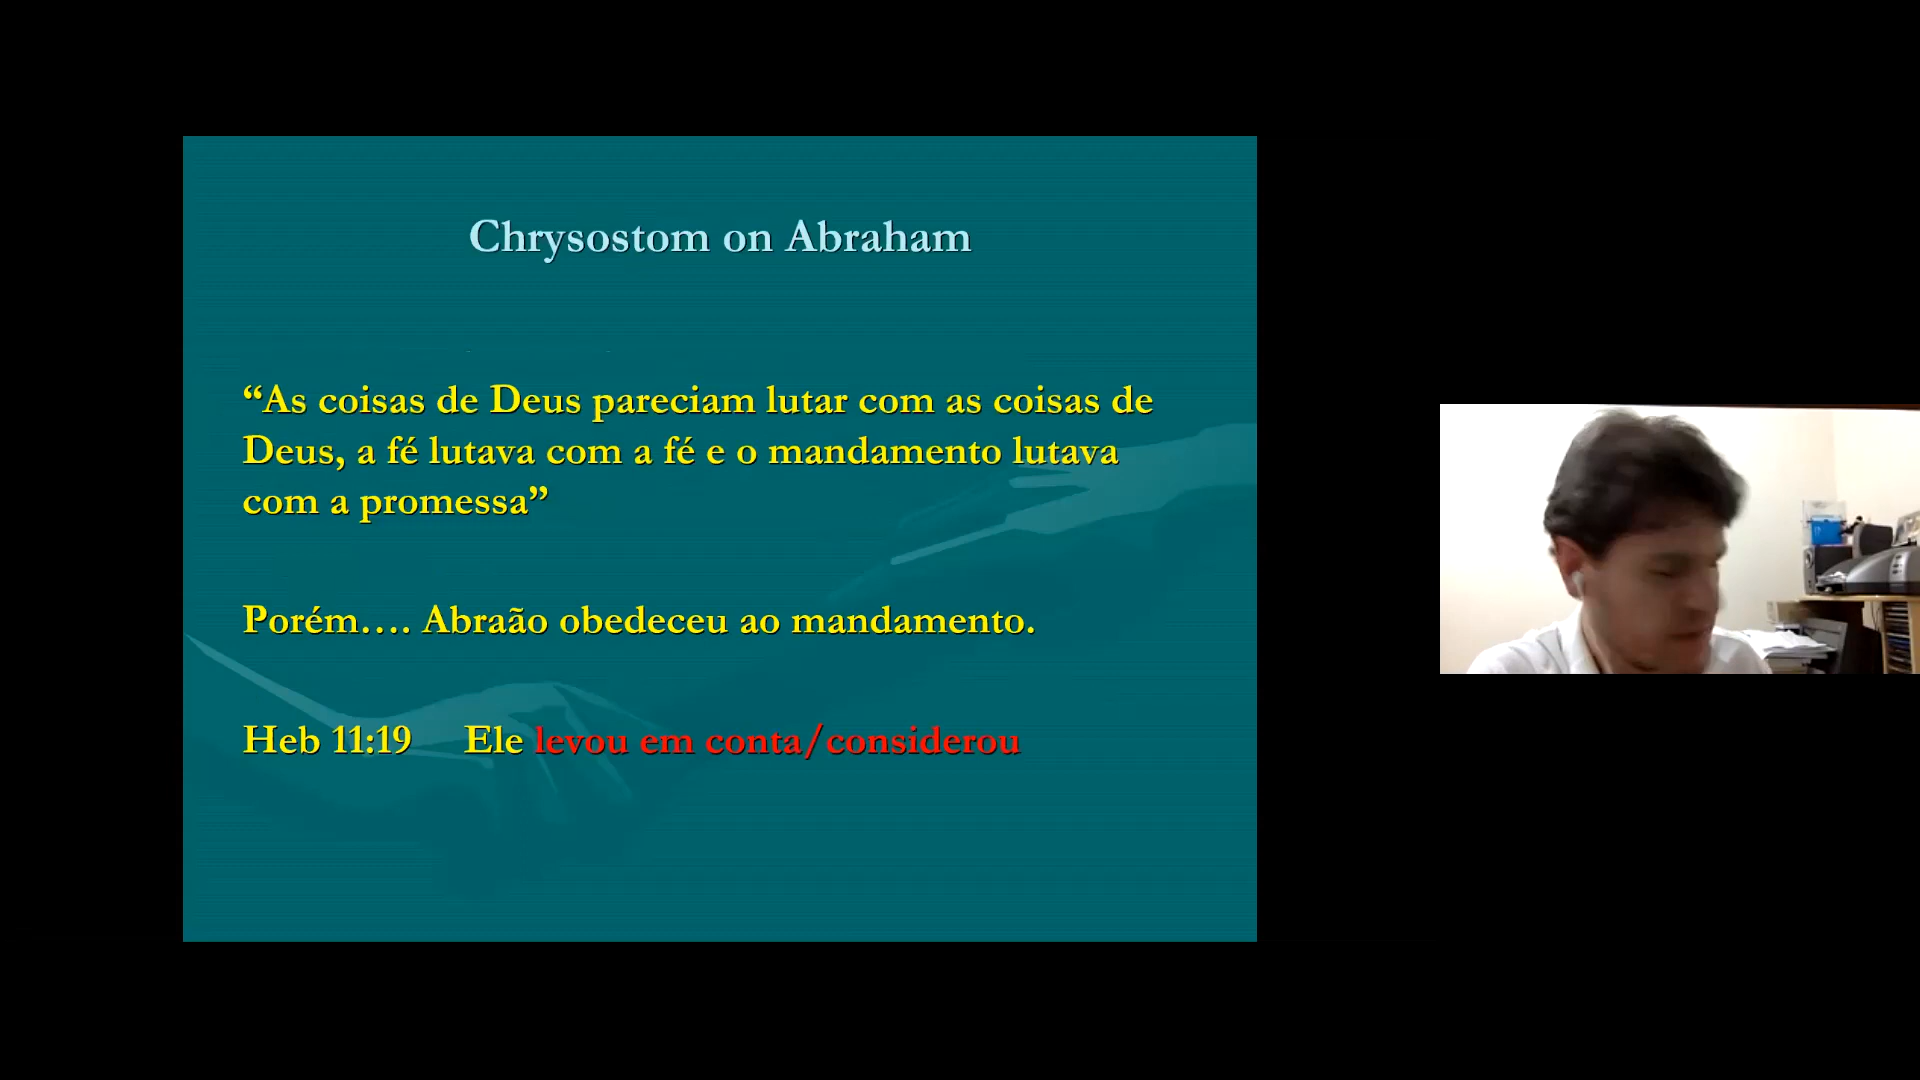 Chrysostom on Abraham
“As coisas de Deus pareciam lutar com as coisas de
Deus, a fé lutava com a fé e o mandamento lutava
com a promessa”
Porém…. Abraão obedeceu ao mandamento.
Heb 11:19 Ele levou em conta/considerou